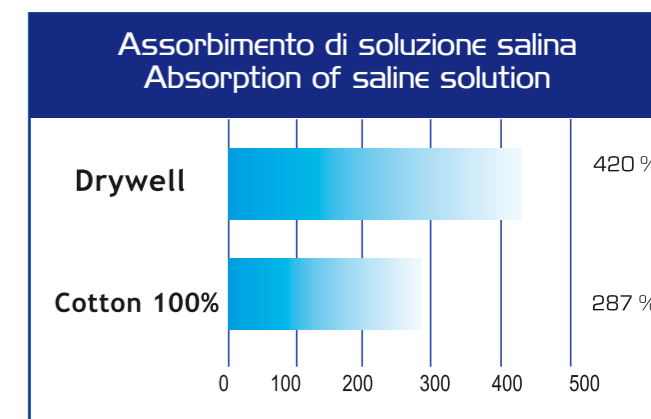 Assorbimento di soluzione salina
Absorption of saline solution
Drywell
420 %
Cotton 100%
287 %
0 100 200 300 400 500